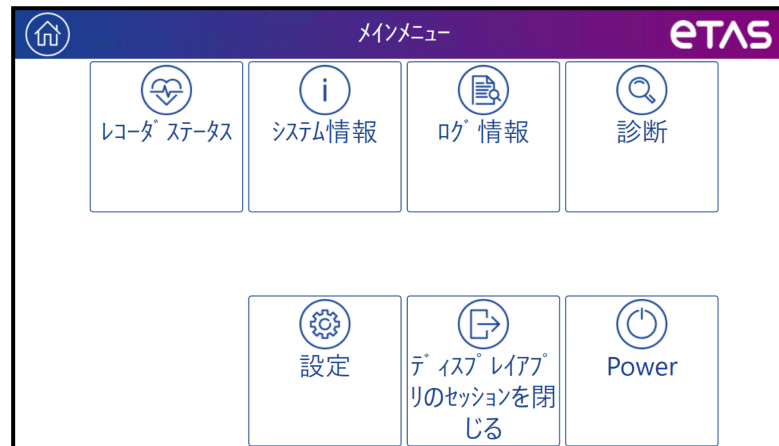 メインメニュー
ETAS
レコーダ ステータス
システム情報
ログ情報
診断
設定
ディスプレイアプ
リのセッションを閉
じる
Power